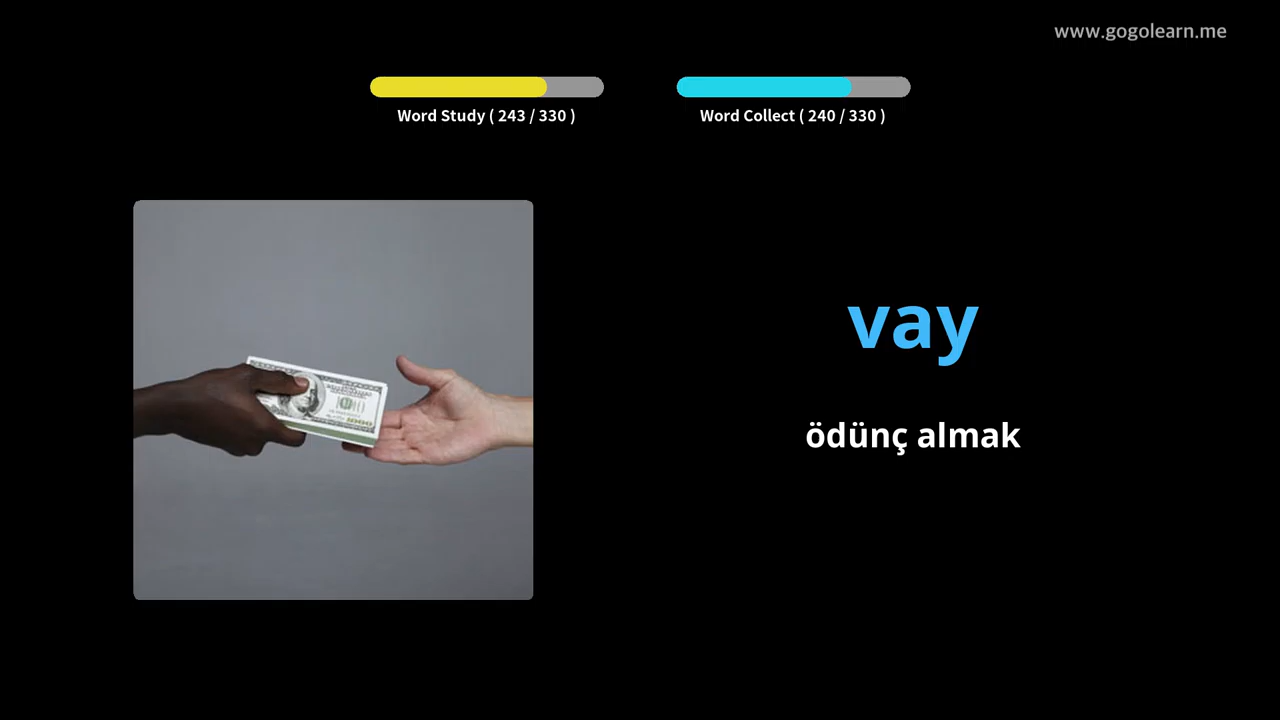 www.gogolearn.me
Word Study ( 243 / 330 )
Word Collect ( 240 / 330 )
vay
ödünç almak